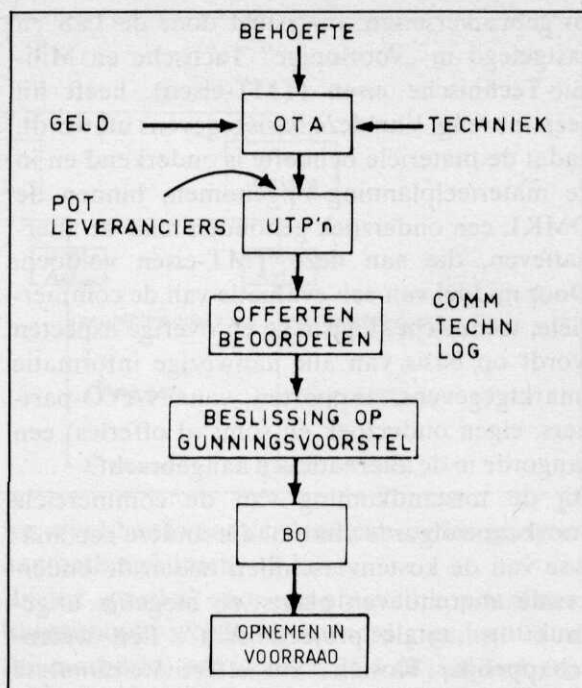 BEHOEFTE
GELD
OTA
TECHNIEK
POT
LEVERANCIERS
UTP'n
OFFERTEN
BEOORDELEN
COMM
TECHN
LOG
BESLISSING OP
GUNNINGSVOORSTEL
BO
OPNEMEN IN
VOORRAAD